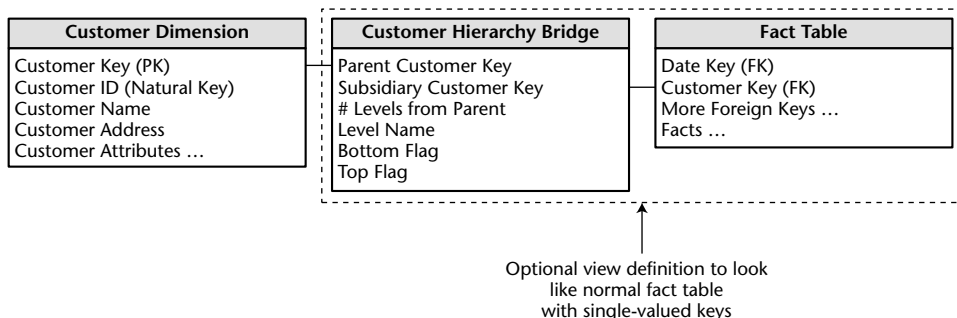 Customer Dimension
Customer Key (PK)
Customer ID (Natural Key)
Customer Name
Customer Address
Customer Attributes …
Customer Hierarchy Bridge
Parent Customer Key
Subsidiary Customer Key
# Levels from Parent
Level Name
Bottom Flag
Top Flag
Fact Table
Date Key (FK)
Customer Key (FK)
More Foreign Keys …
Facts …
Optional view definition to look
like normal fact table
with single-valued keys